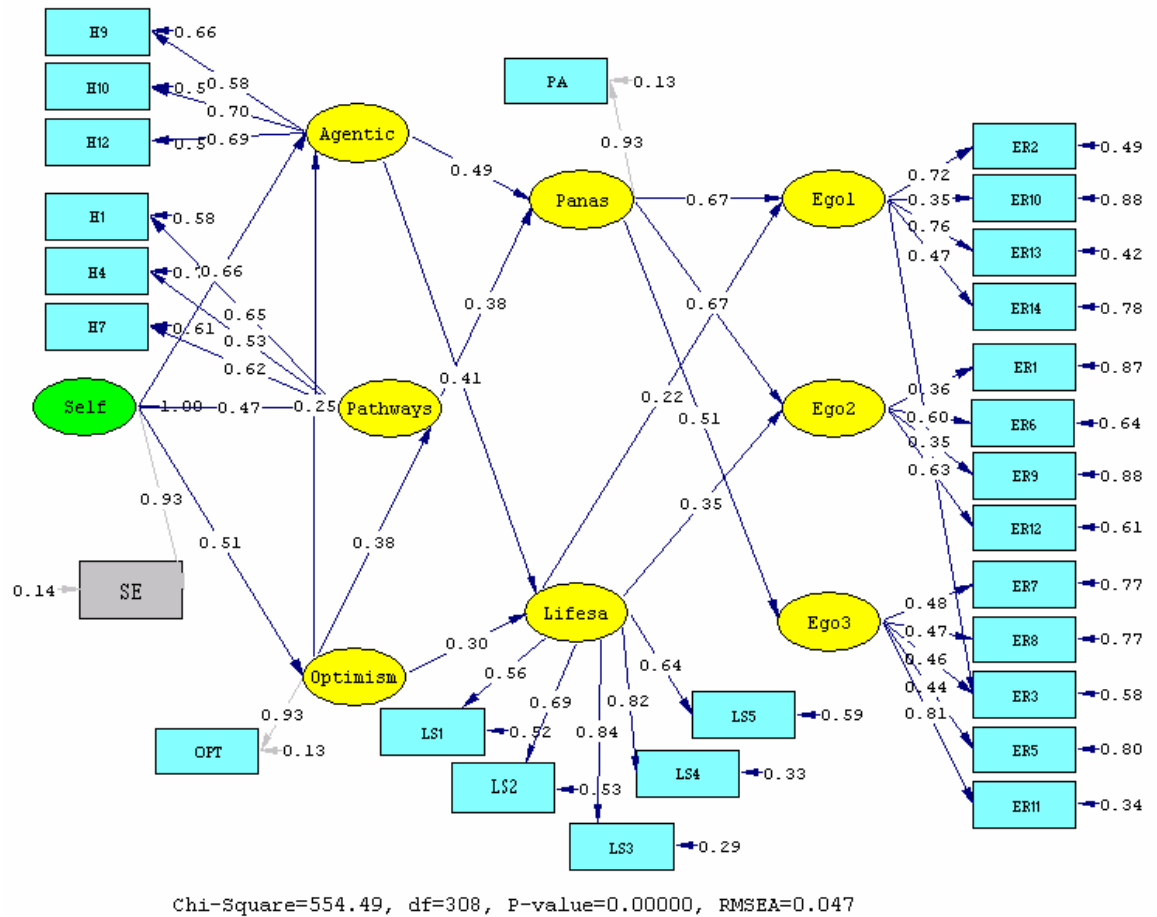 H9
0.66
H10
0.5
0.58
0.70
H12
0.5
0.69
Agentic
PA
0.13
0.93
0.49
H1
0.58
H4
0.66
H7
0.61
0.65
0.53
0.62
Panas
0.67
0.38
0.67
0.51
Ego1
0.72
0.35
0.76
0.47
ER2
0.49
ER10
0.88
ER13
0.42
ER14
0.78
Self
1.00
0.47
0.25
Pathways
0.41
0.22
Ego2
0.36
0.60
0.35
0.63
ER1
0.87
ER6
0.64
ER9
0.88
ER12
0.61
0.93
0.51
0.38
0.35
0.14
SE
Optimism
0.30
Lifesa
Ego3
0.48
0.47
0.46
0.44
0.81
ER7
0.77
ER8
0.77
ER3
0.58
ER5
0.80
ER11
0.34
0.93
OPT
0.13
0.56
0.69
0.84
0.82
0.64
LS1
0.52
LS2
0.53
LS3
0.29
LS4
0.33
LS5
0.59
Chi-Square=554.49, df=308, P-value=0.00000, RMSEA=0.047